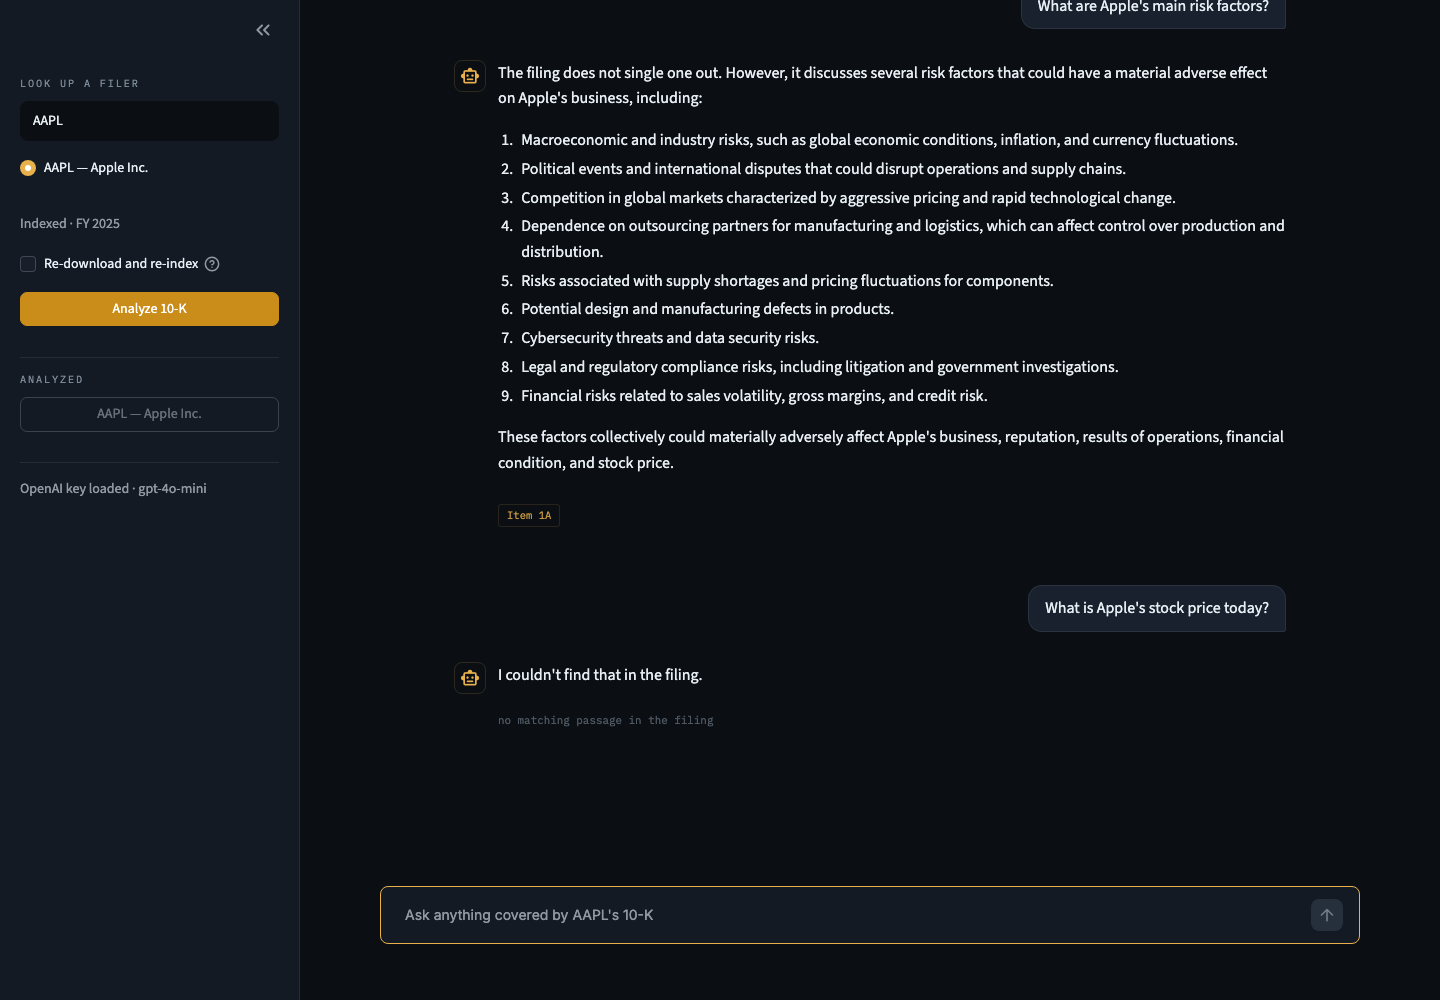 LOOK UP A FILER
AAPL
AAPL — Apple Inc.
Indexed · FY 2025
Re-download and re-index
Analyze 10-K
ANALYZED
AAPL — Apple Inc.
OpenAI key loaded · gpt-4o-mini
What are Apple's main risk factors?
The filing does not single one out. However, it discusses several risk factors that could have a material adverse effect
on Apple's business, including:
1. Macroeconomic and industry risks, such as global economic conditions, inflation, and currency fluctuations.
2. Political events and international disputes that could disrupt operations and supply chains.
3. Competition in global markets characterized by aggressive pricing and rapid technological change.
4. Dependence on outsourcing partners for manufacturing and logistics, which can affect control over production and
distribution.
5. Risks associated with supply shortages and pricing fluctuations for components.
6. Potential design and manufacturing defects in products.
7. Cybersecurity threats and data security risks.
8. Legal and regulatory compliance risks, including litigation and government investigations.
9. Financial risks related to sales volatility, gross margins, and credit risk.
These factors collectively could materially adversely affect Apple's business, reputation, results of operations, financial
condition, and stock price.
Item 1A
What is Apple's stock price today?
I couldn't find that in the filing.
no matching passage in the filing
Ask anything covered by AAPL's 10-K